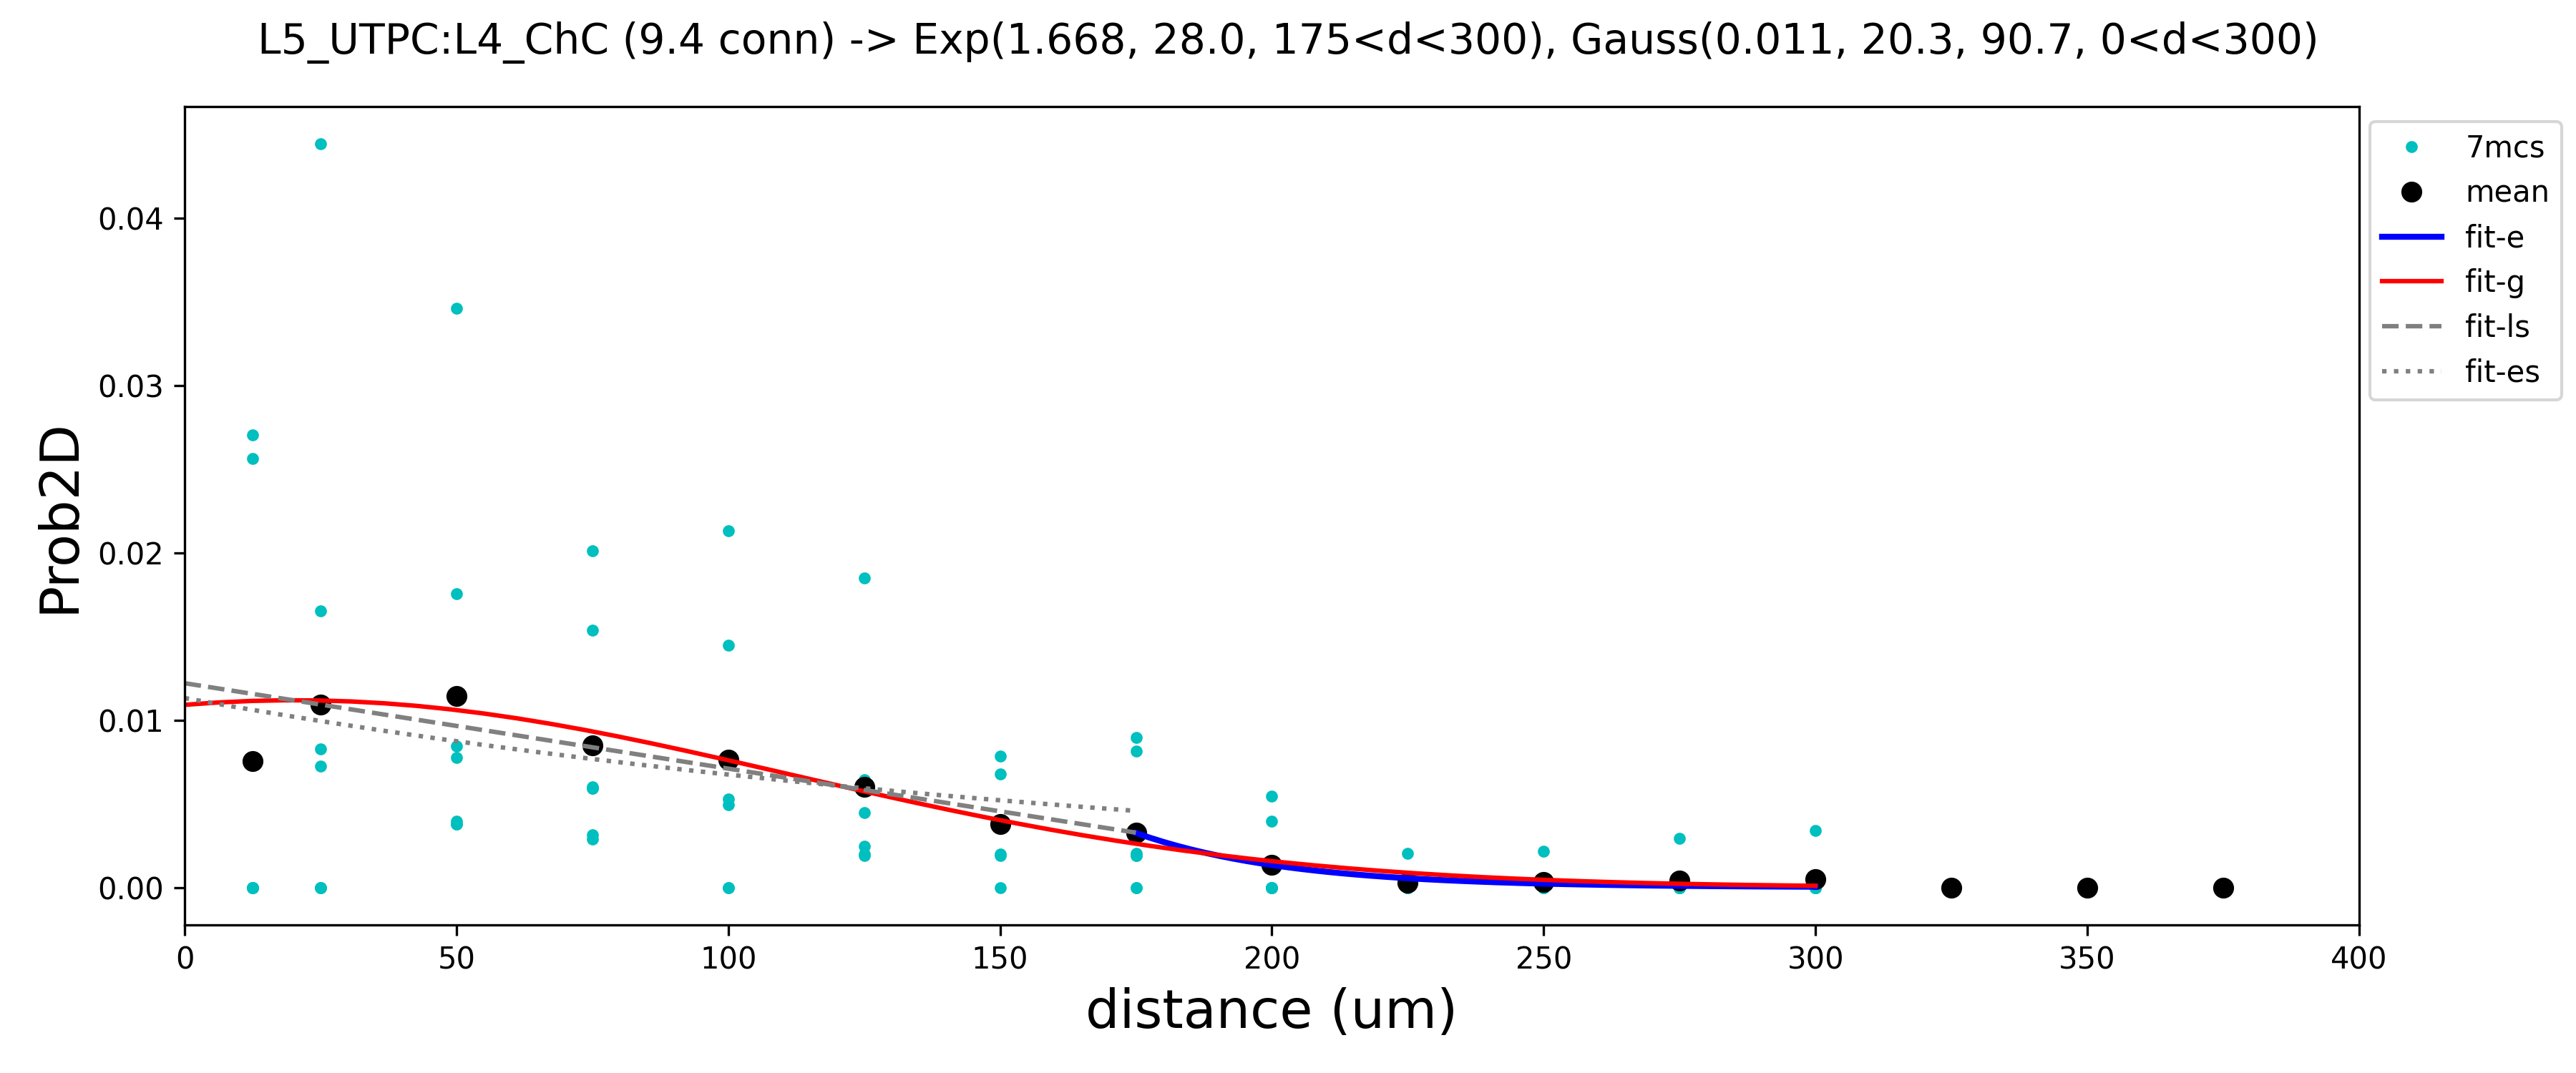 L5_UTPC:L4_ChC (9.4 conn) -> Exp(1.668, 28.0, 175<d<300), Gauss(0.011, 20.3, 90.7, 0<d<300)
7mcs
mean
fit-e
fit-g
fit-ls
fit-es
Prob2D
0.04
0.03
0.02
0.01
0.00
0 50 100 150 200 250 300 350 400
distance (um)